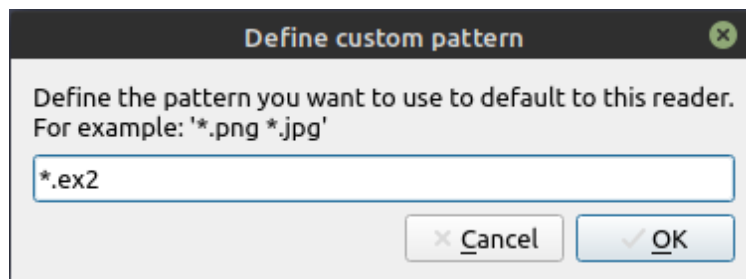 Define custom pattern
Define the pattern you want to use to default to this reader.
For example: '*.png *.jpg'
*.ex2
Cancel
OK